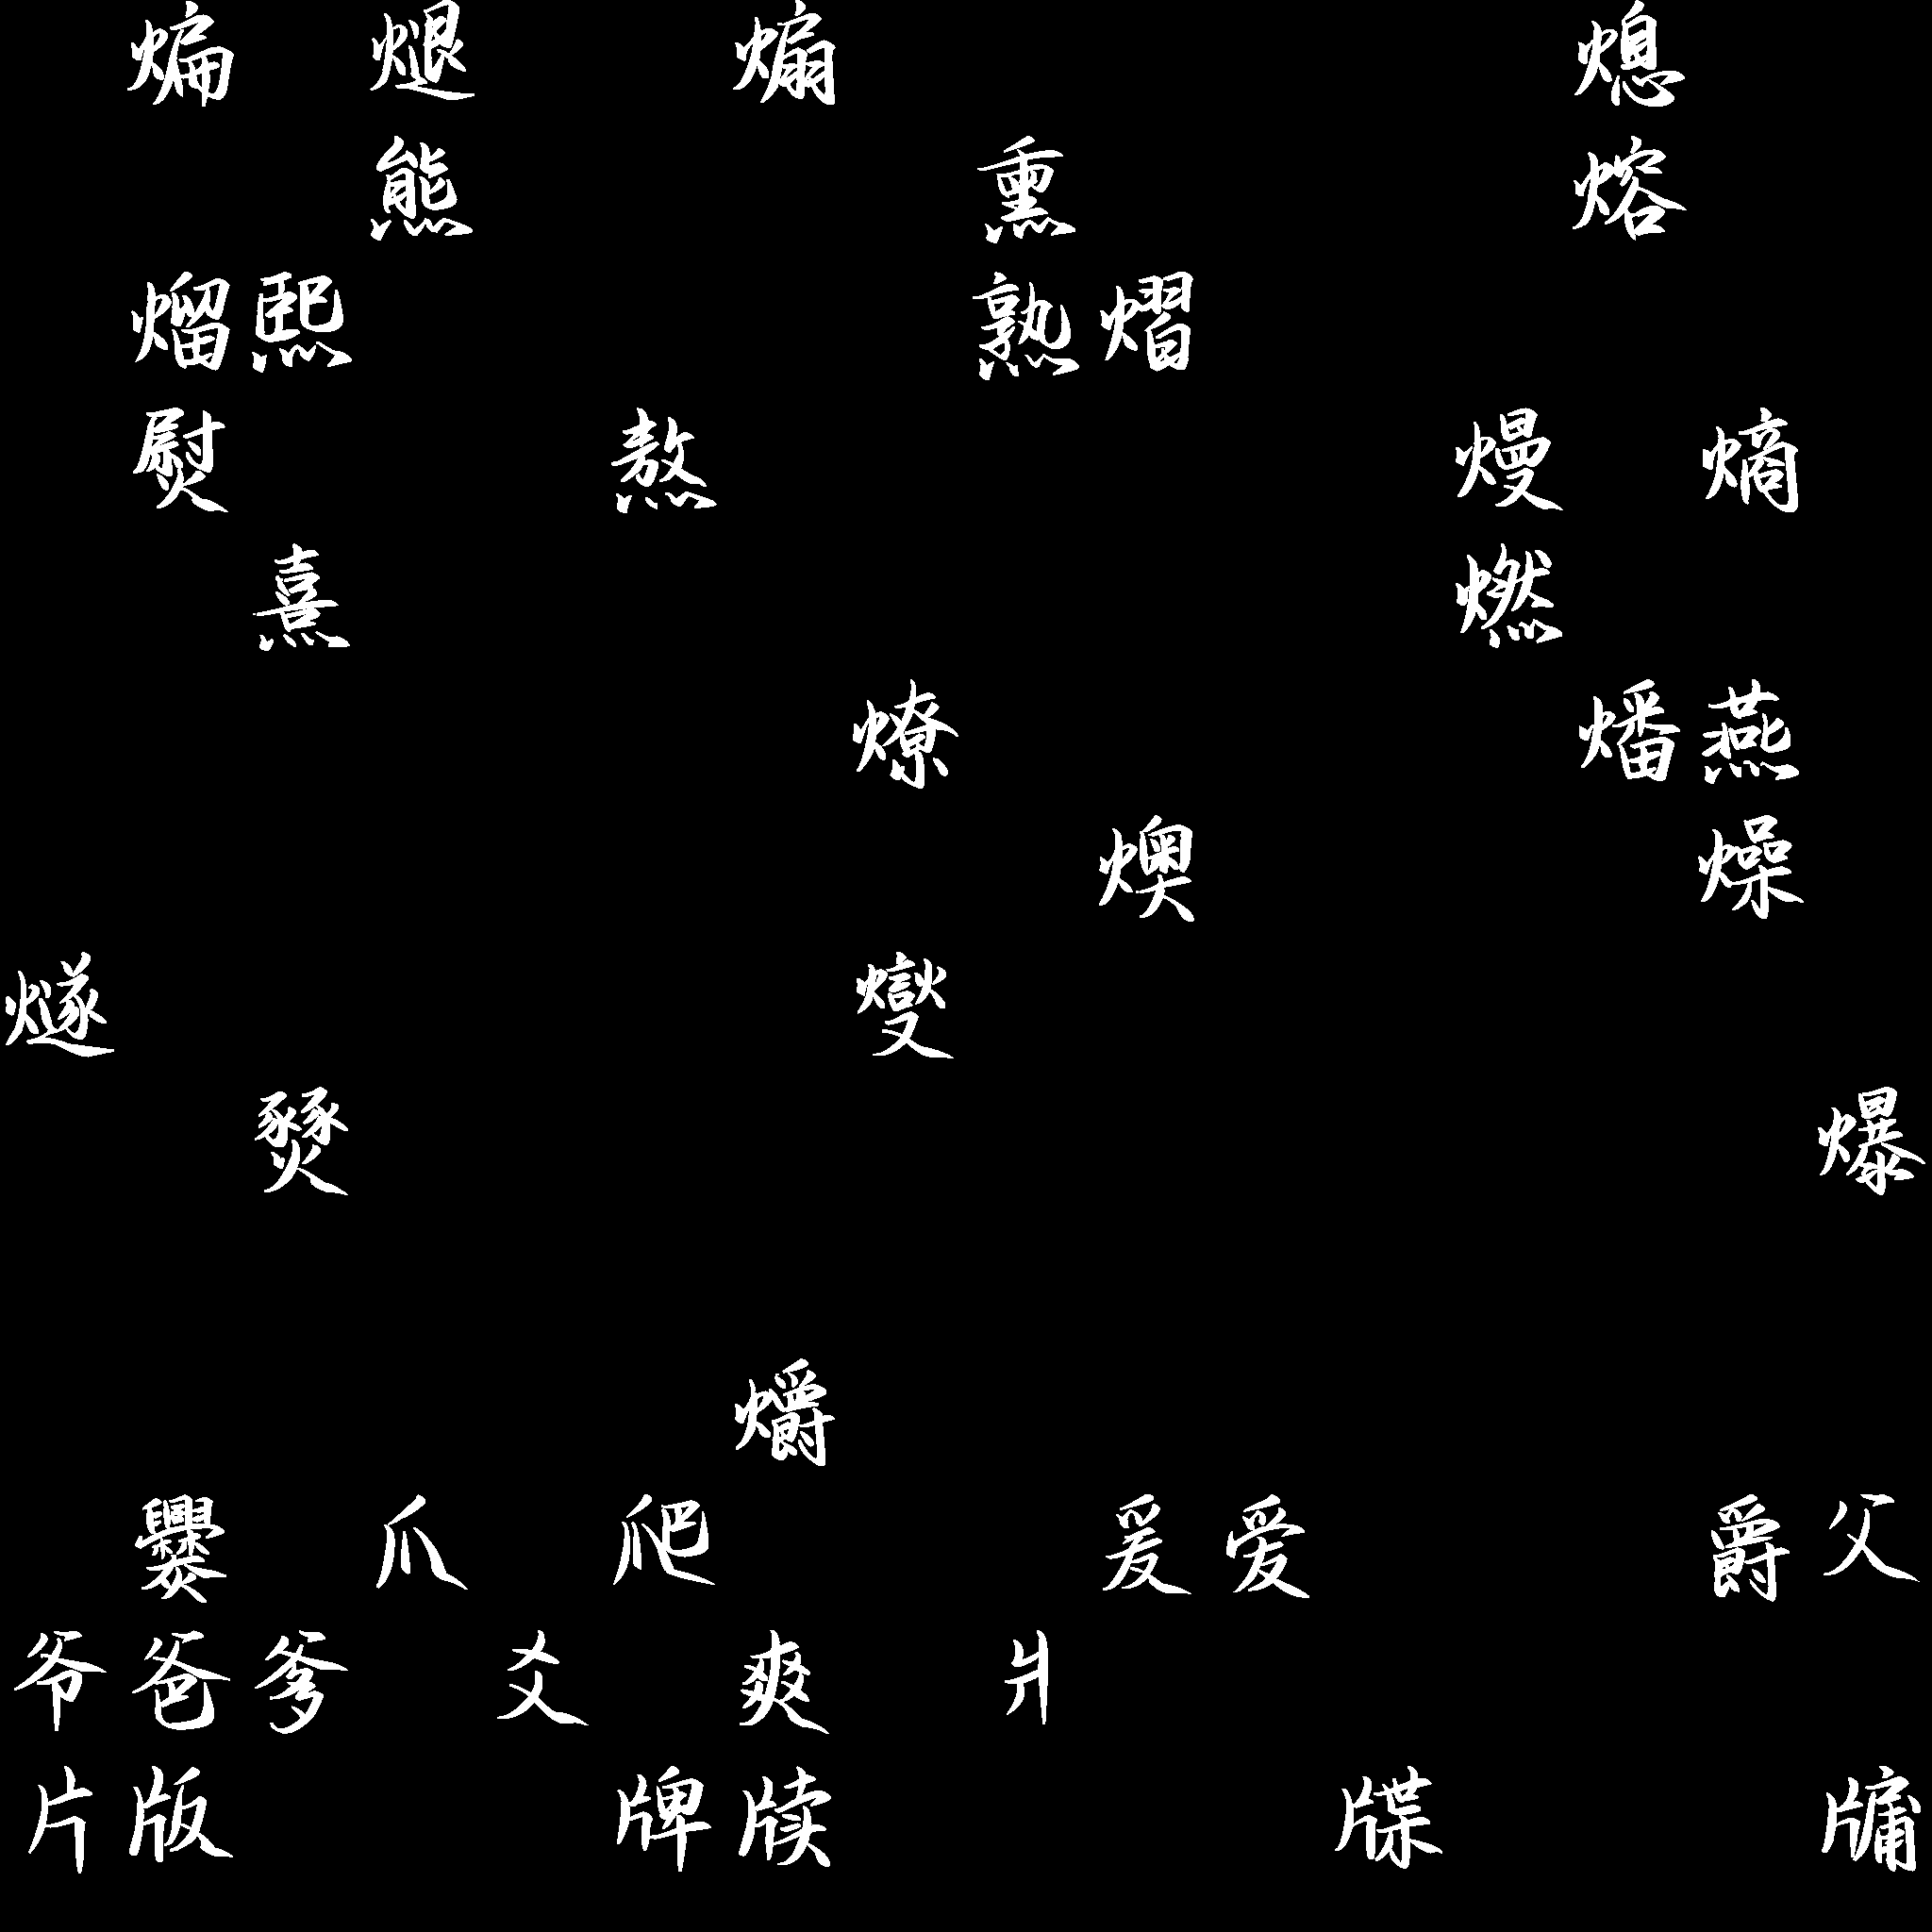 煸 煺 煽 熄
熊 熏 熔
熘 熙 熟 熠
熨 熬 熳 熵
熹 燃
燎 燔 燕
燠 燥
燧 燮
燹 爆
爝
爨 爪 爬 爰 爱 爵 父
爷 爸 爹 爻 爽 爿
片 版 牌 牍 牒 牖